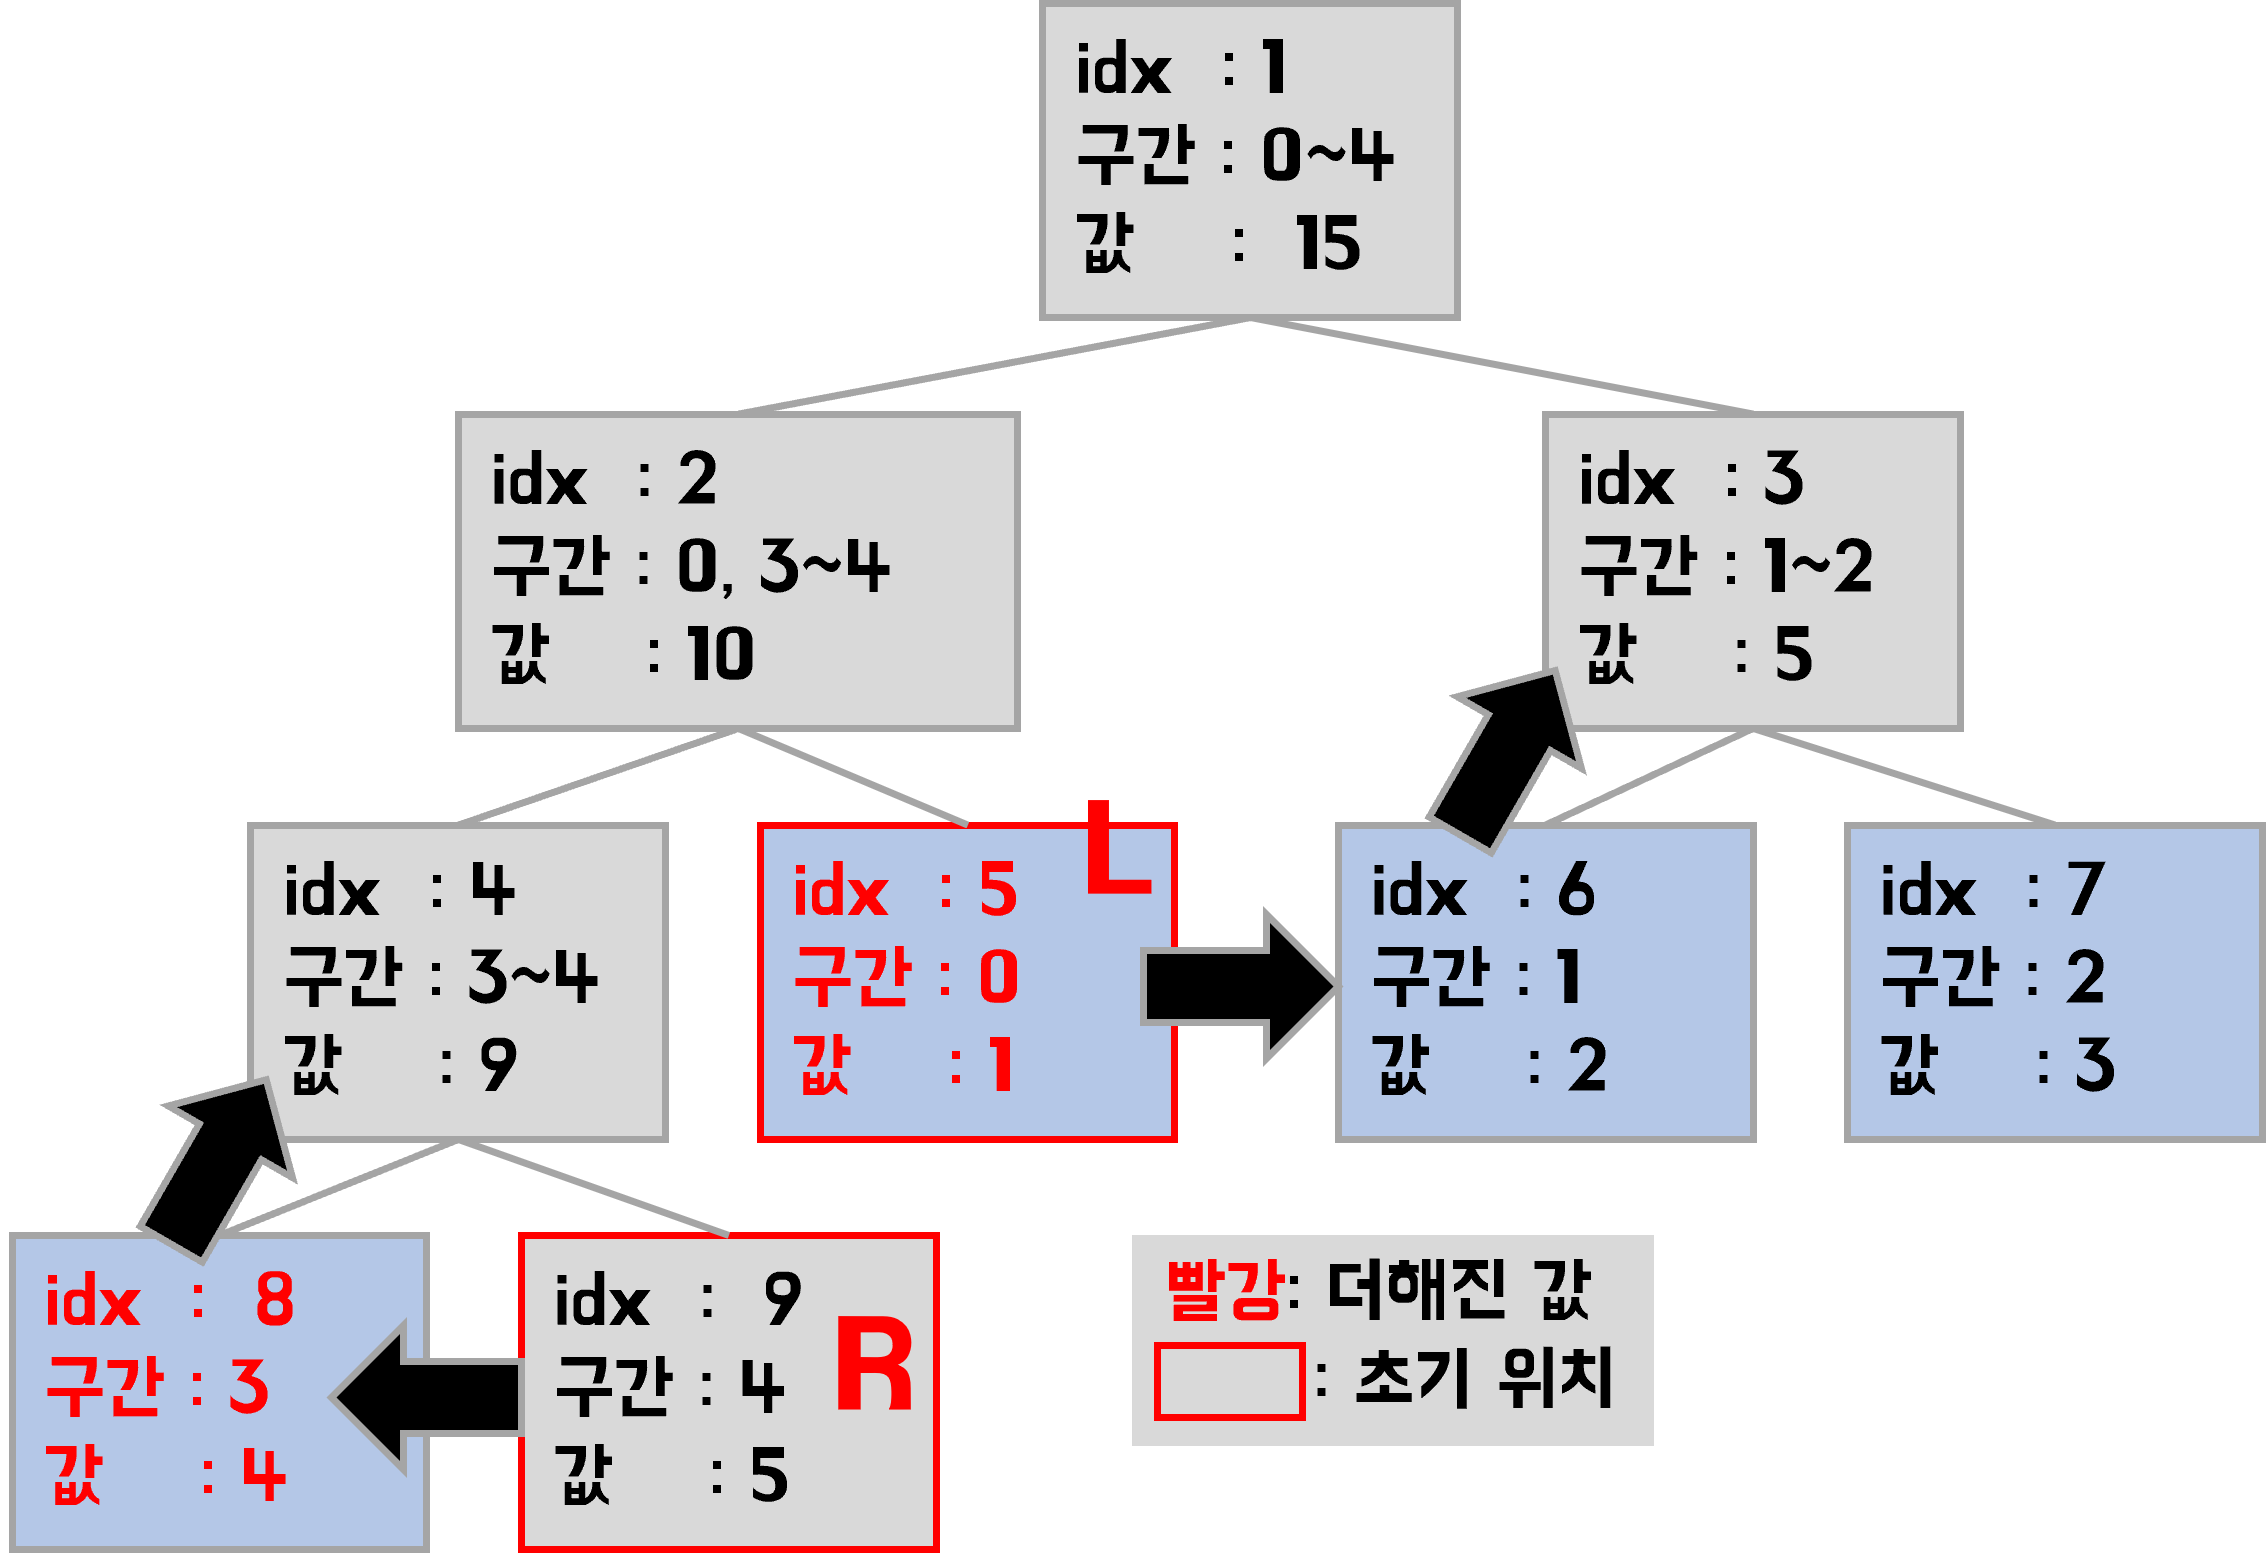 idx : 1
구간 : 0~4
값 : 15
idx : 2
구간 : 0, 3~4
값 : 10
idx : 3
구간 : 1~2
값 : 5
idx : 4
구간 : 3~4
값 : 9
L
idx : 5
구간 : 0
값 : 1
idx : 6
구간 : 1
값 : 2
idx : 7
구간 : 2
값 : 3
idx : 8
구간 : 3
값 : 4
idx : 9
구간 : 4
값 : 5
R
빨강: 더해진 값
: 초기 위치